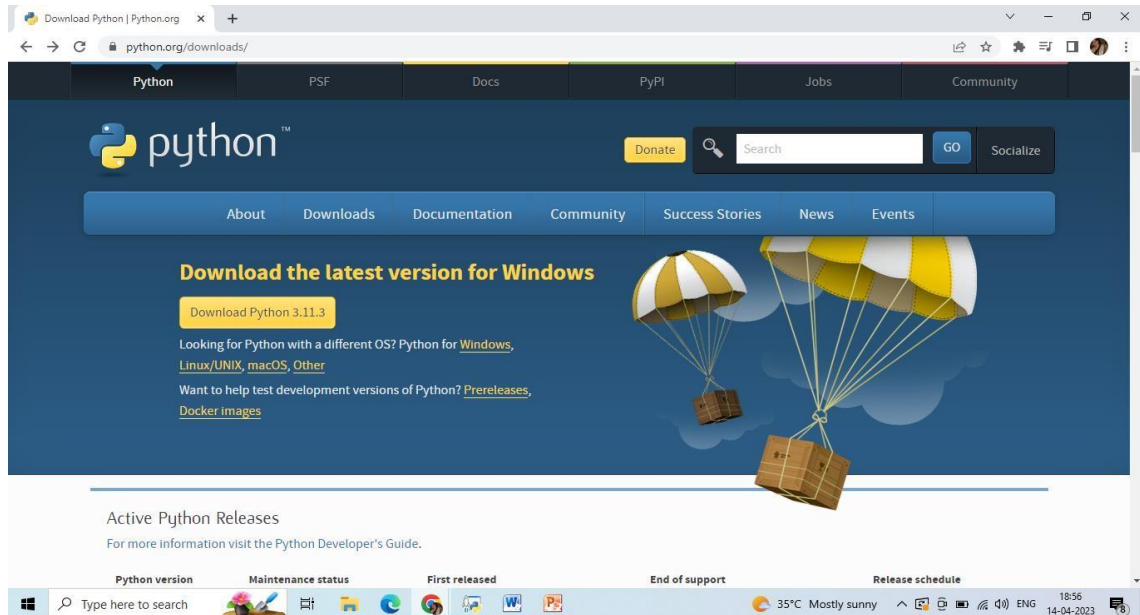 Download Python | Python.org
python.org/downloads/
Python PSF Docs PyPI Jobs Community
python™
Donate Search GO Socialize
About Downloads Documentation Community Success Stories News Events
Download the latest version for Windows
Download Python 3.11.3
Looking for Python with a different OS? Python for Windows,
Linux/UNIX, macOS, Other
Want to help test development versions of Python? Prereleases,
Docker images
Active Python Releases
For more information visit the Python Developer's Guide.
Python version Maintenance status First released End of support Release schedule
Type here to search 35°C Mostly sunny ENG 18:56
14-04-2023